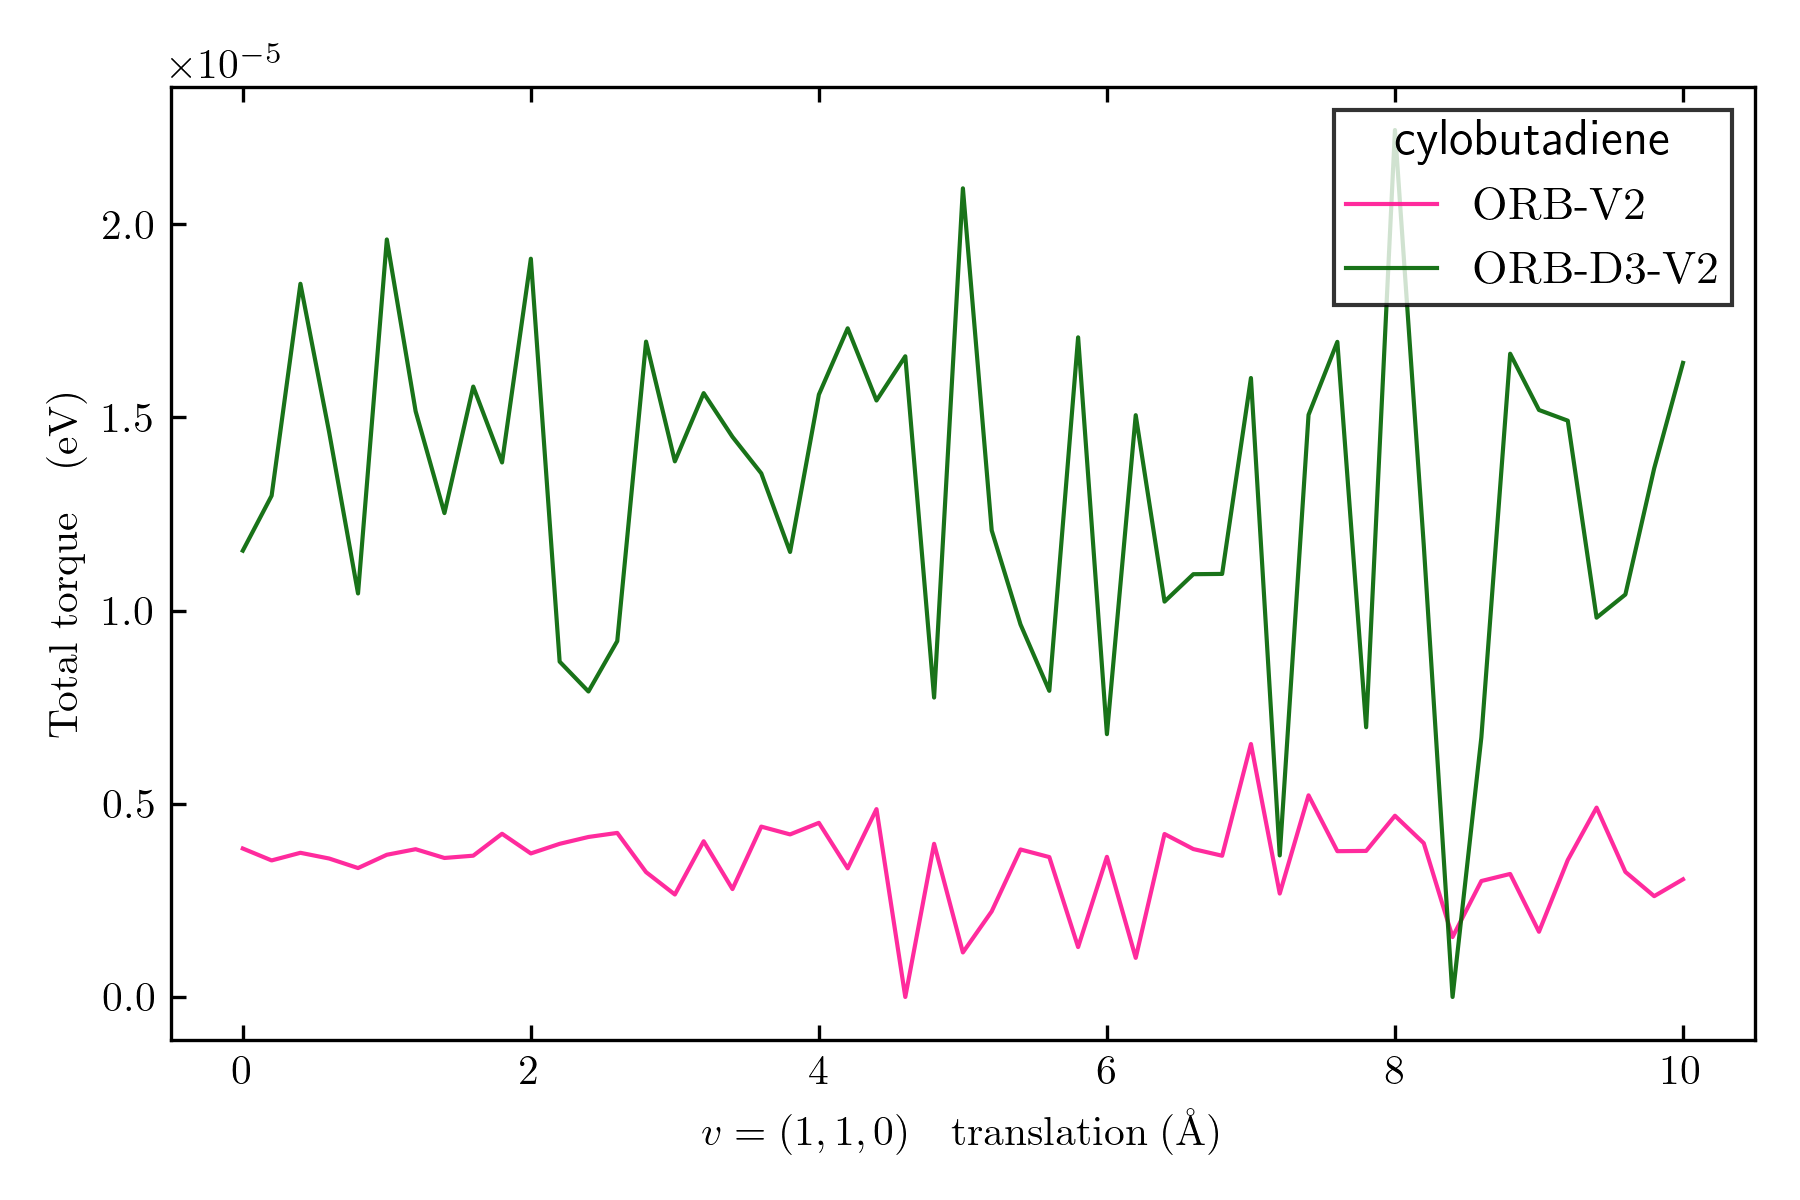 ×10⁻⁵
2.0
1.5
1.0
0.5
0.0
Total torque (eV)
cylobutadiene
ORB-V2
ORB-D3-V2
0 2 4 6 8 10
v = (1, 1, 0) translation (Å)